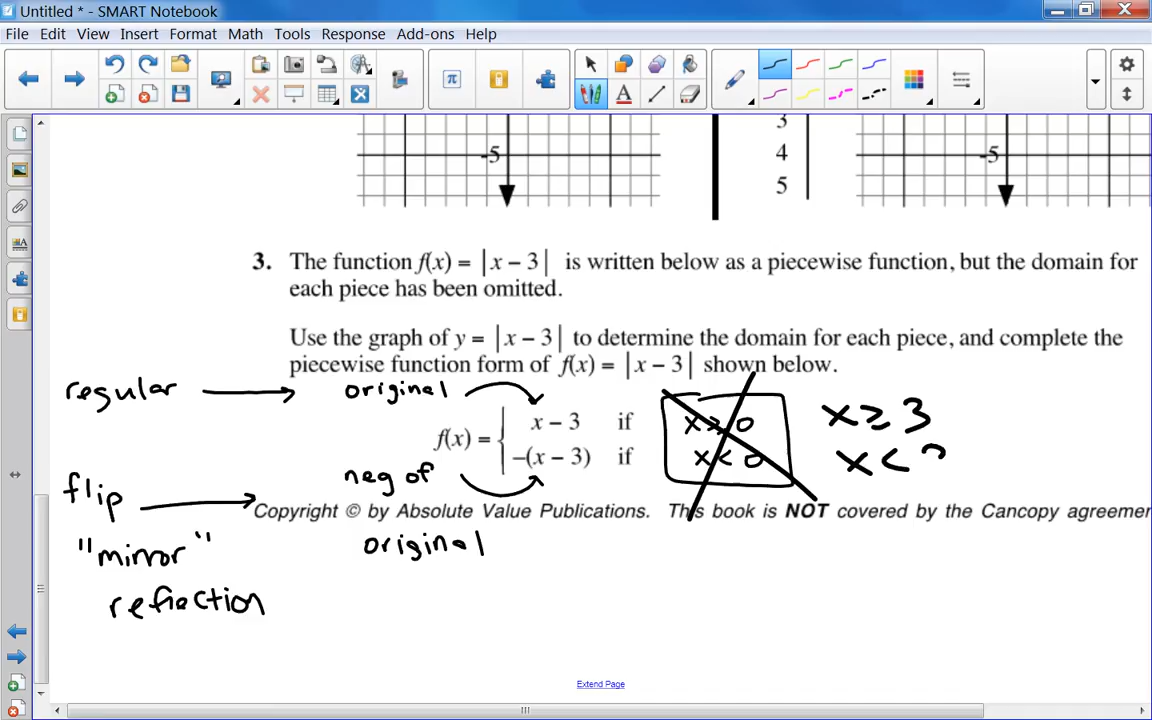 Untitled * - SMART Notebook
File Edit View Insert Format Math Tools Response Add-ons Help
π
A
-5
3
4
5
-5
3. The function f(x) = |x – 3| is written below as a piecewise function, but the domain for
each piece has been omitted.
Use the graph of y = |x – 3| to determine the domain for each piece, and complete the
piecewise function form of f(x) = |x – 3| shown below.
regular
original
f(x) = { x – 3 if x ≥ 0 x ≥ 3
–(x – 3) if x < 0 x <
neg of
flip
Copyright © by Absolute Value Publications. This book is NOT covered by the Cancopy agreemer
original
"mirror"
reflection
Extend Page